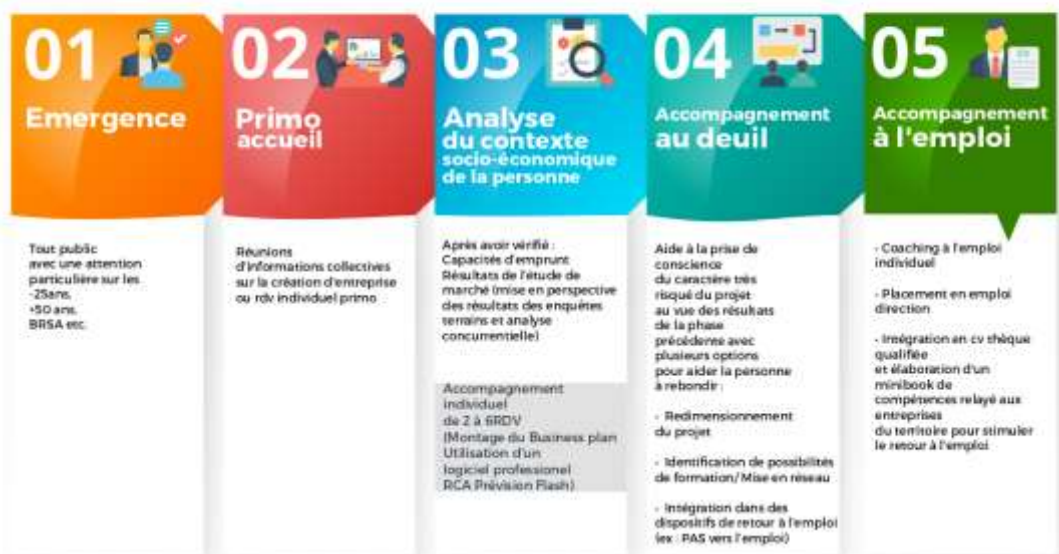 01
Emergence
Tout public
avec une attention
particulière sur les
-25ans,
+50 ans,
BRSA etc.
02
Primo
accueil
Réunions
d'informations collectives
sur la création d'entreprise
ou rdv individuel primo
03
Analyse
du contexte
socio-économique
de la personne
Après avoir vérifié :
Capacités d'emprunt
Résultats de l'étude de
marché (mise en perspective
des résultats des enquêtes
terrains et analyse
concurrentielle)
Accompagnement
individuel
de 2 à 6RDV
(Montage du Business plan
Utilisation d'un
logiciel professionel
RCA Prévision Flash)
04
Accompagnement
au deuil
Aide à la prise de
conscience
du caractère très
risqué du projet
au vue des résultats
de la phase
précédente avec
plusieurs options
pour aider la personne
à rebondir :
- Redimensionnement
du projet
- Identification de possibilités
de formation/ Mise en réseau
- Intégration dans des
dispositifs de retour à l'emploi
(ex : PAS vers l'emploi)
05
Accompagnement
à l'emploi
- Coaching à l'emploi
individuel
- Placement en emploi
direction
- Intégration en cv thèque
qualifiée
et élaboration d'un
minibook de
compétences relayé aux
entreprises
du territoire pour stimuler
le retour à l'emploi